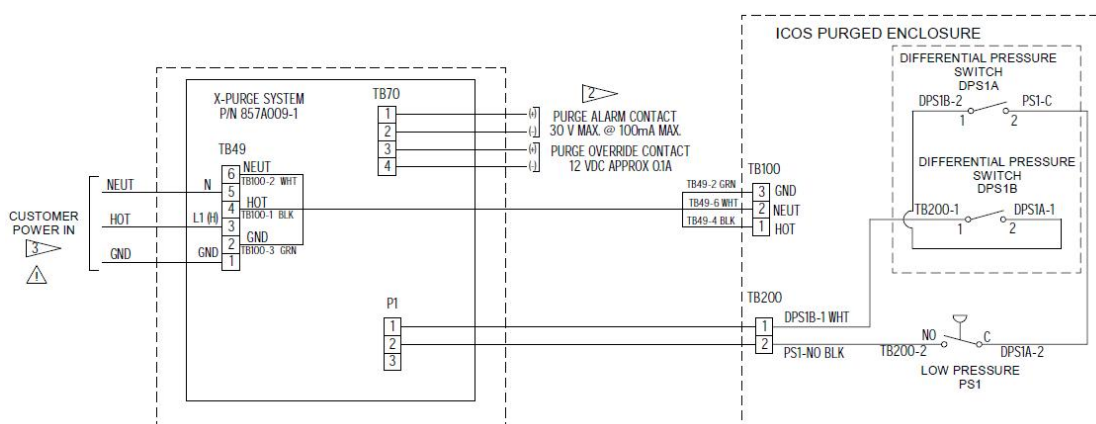 ICOS PURGED ENCLOSURE
DIFFERENTIAL PRESSURE
SWITCH
DPS1A
DPS1B-2
PS1-C
1
2
DIFFERENTIAL PRESSURE
SWITCH
DPS1B
TB200-1
DPS1A-1
1
2
X-PURGE SYSTEM
P/N 857A009-1
TB70
1
2
3
4
2
(+)
(-)
PURGE ALARM CONTACT
30 V MAX. @ 100mA MAX.
(+)
(-)
PURGE OVERRIDE CONTACT
12 VDC APPROX 0.1A
TB49
6
5
4
3
2
1
NEUT
TB100-2 WHT
HOT
TB100-1 BLK
GND
TB100-3 GRN
CUSTOMER
POWER IN
3
!
NEUT
N
HOT
L1 (H)
GND
GND
TB100
TB49-2 GRN
3 GND
TB49-6 WHT
2 NEUT
TB49-4 BLK
1 HOT
P1
1
2
3
TB200
1
DPS1B-1 WHT
2
PS1-NO BLK
TB200-2
NO
C
DPS1A-2
LOW PRESSURE
PS1